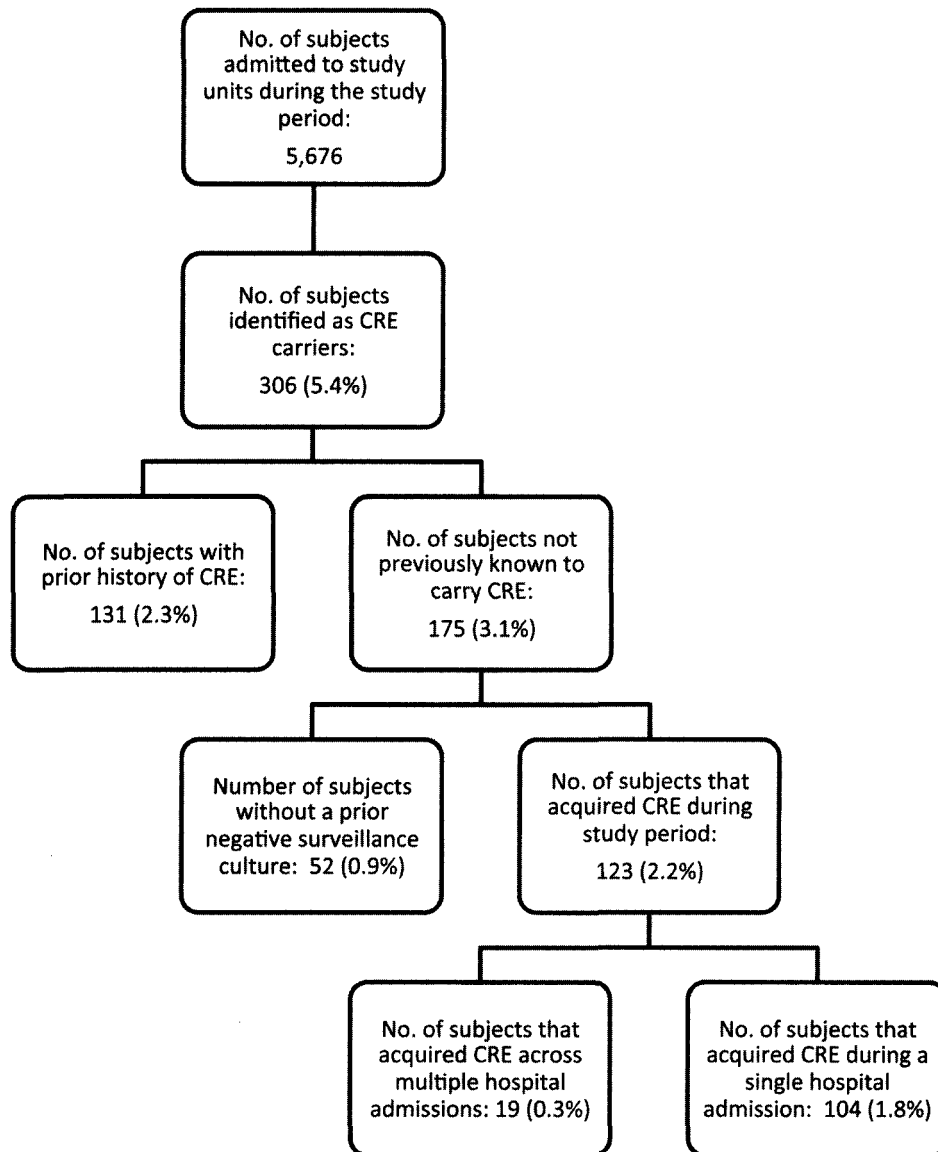 No. of subjects
admitted to study
units during the study
period:
5,676
No. of subjects
identified as CRE
carriers:
306 (5.4%)
No. of subjects with
prior history of CRE:
131 (2.3%)
No. of subjects not
previously known to
carry CRE:
175 (3.1%)
Number of subjects
without a prior
negative surveillance
culture: 52 (0.9%)
No. of subjects that
acquired CRE during
study period:
123 (2.2%)
No. of subjects that
acquired CRE across
multiple hospital
admissions: 19 (0.3%)
No. of subjects that
acquired CRE during a
single hospital
admission: 104 (1.8%)